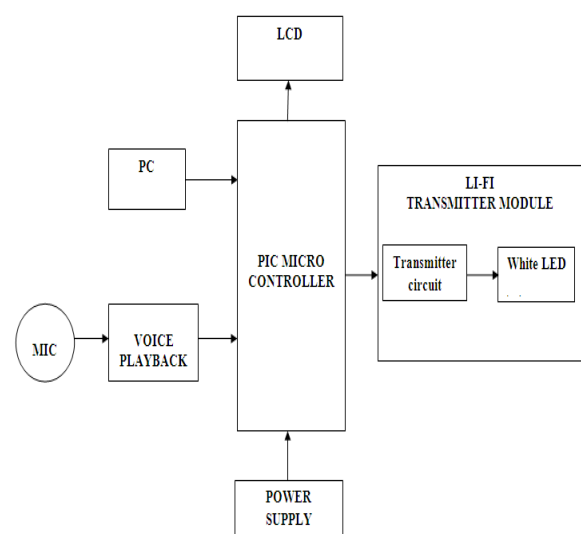 LCD
PC
LI-FI
TRANSMITTER MODULE
PIC MICRO
CONTROLLER
Transmitter
circuit
White LED
MIC
VOICE
PLAYBACK
POWER
SUPPLY